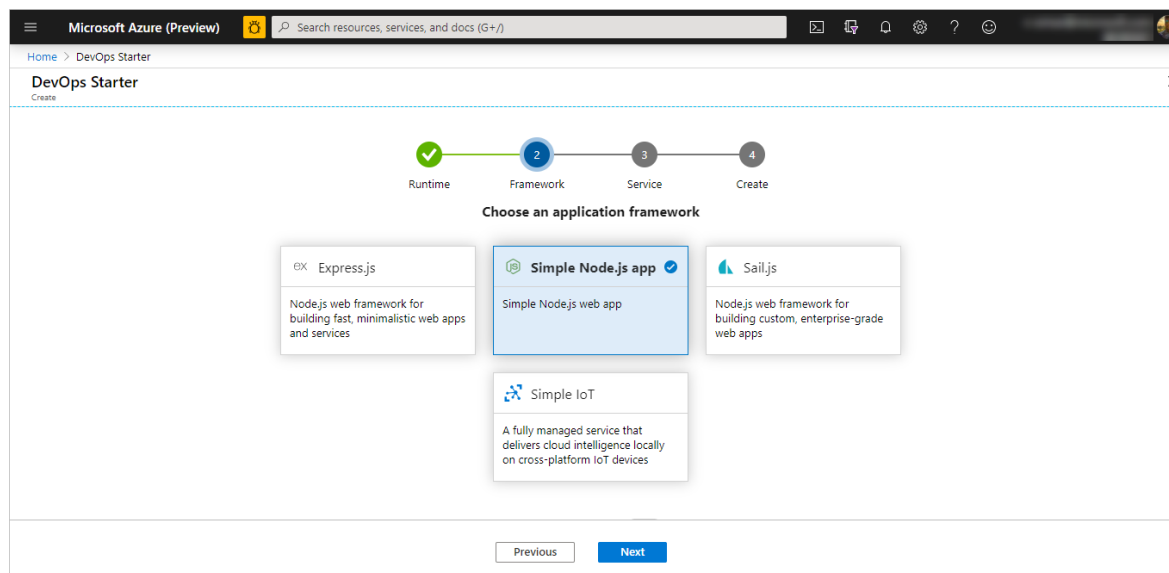 Microsoft Azure (Preview)
Search resources, services, and docs (G+/)
Home > DevOps Starter
DevOps Starter
Create
2
3
4
Runtime
Framework
Service
Create
Choose an application framework
ex Express.js
Node.js web framework for
building fast, minimalistic web apps
and services
JS Simple Node.js app
Simple Node.js web app
Sail.js
Node.js web framework for
building custom, enterprise-grade
web apps
Simple IoT
A fully managed service that
delivers cloud intelligence locally
on cross-platform IoT devices
Previous
Next